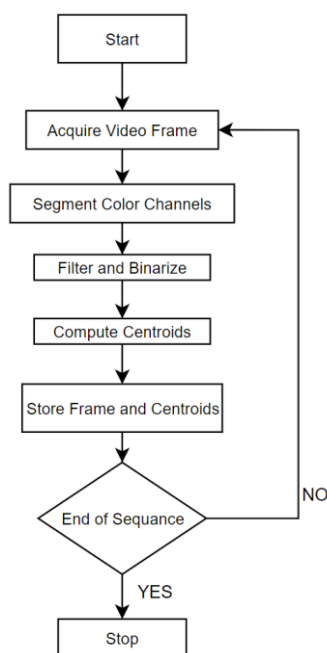 Start
Acquire Video Frame
Segment Color Channels
Filter and Binarize
Compute Centroids
Store Frame and Centroids
End of Sequance
NO
YES
Stop